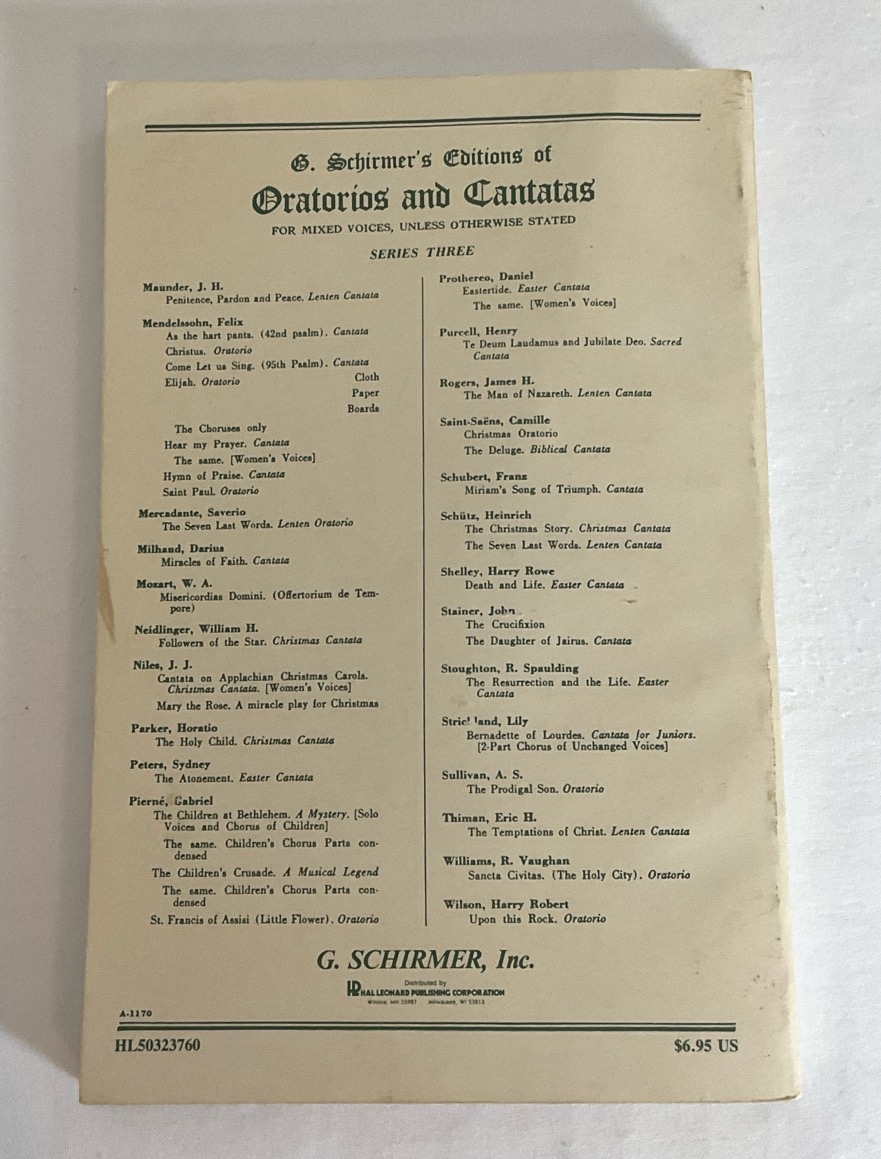 G. Schirmer's Editions of
Oratorios and Cantatas
FOR MIXED VOICES, UNLESS OTHERWISE STATED
SERIES THREE
Maunder, J. H.
Penitence, Pardon and Peace. Lenten Cantata
Mendelssohn, Felix
As the hart pants. (42nd psalm). Cantata
Christus. Oratorio
Come Let us Sing. (95th Psalm). Cantata
Elijah. Oratorio Cloth
Paper
Boards
The Choruses only
Hear my Prayer. Cantata
The same. [Women's Voices]
Hymn of Praise. Cantata
Saint Paul. Oratorio
Mercadante, Saverio
The Seven Last Words. Lenten Oratorio
Milhaud, Darius
Miracles of Faith. Cantata
Mozart, W. A.
Misericordias Domini. (Offertorium de Tem-
pore)
Neidlinger, William H.
Followers of the Star. Christmas Cantata
Niles, J. J.
Cantata on Applachian Christmas Carols.
Christmas Cantata. [Women's Voices]
Mary the Rose. A miracle play for Christmas
Parker, Horatio
The Holy Child. Christmas Cantata
Peters, Sydney
The Atonement. Easter Cantata
Pierné, Gabriel
The Children at Bethlehem. A Mystery. [Solo
Voices and Chorus of Children]
The same. Children's Chorus Parts con-
densed
The Children's Crusade. A Musical Legend
The same. Children's Chorus Parts con-
densed
St. Francis of Assisi (Little Flower). Oratorio
Protheroe, Daniel
Eastertide. Easter Cantata
The same. [Women's Voices]
Purcell, Henry
Te Deum Laudamus and Jubilate Deo. Sacred
Cantata
Rogers, James H.
The Man of Nazareth. Lenten Cantata
Saint-Saëns, Camille
Christmas Oratorio
The Deluge. Biblical Cantata
Schubert, Franz
Miriam's Song of Triumph. Cantata
Schütz, Heinrich
The Christmas Story. Christmas Cantata
The Seven Last Words. Lenten Cantata
Shelley, Harry Rowe
Death and Life. Easter Cantata
Stainer, John
The Crucifixion
The Daughter of Jairus. Cantata
Stoughton, R. Spaulding
The Resurrection and the Life. Easter
Cantata
Strickland, Lily
Bernadette of Lourdes. Cantata for Juniors.
[2-Part Chorus of Unchanged Voices]
Sullivan, A. S.
The Prodigal Son. Oratorio
Thiman, Eric H.
The Temptations of Christ. Lenten Cantata
Williams, R. Vaughan
Sancta Civitas. (The Holy City). Oratorio
Wilson, Harry Robert
Upon this Rock. Oratorio
G. SCHIRMER, Inc.
Distributed by
HAL LEONARD PUBLISHING CORPORATION
Winona, MN 55987 Milwaukee, WI 53213
A-1170
HL50323760 $6.95 US